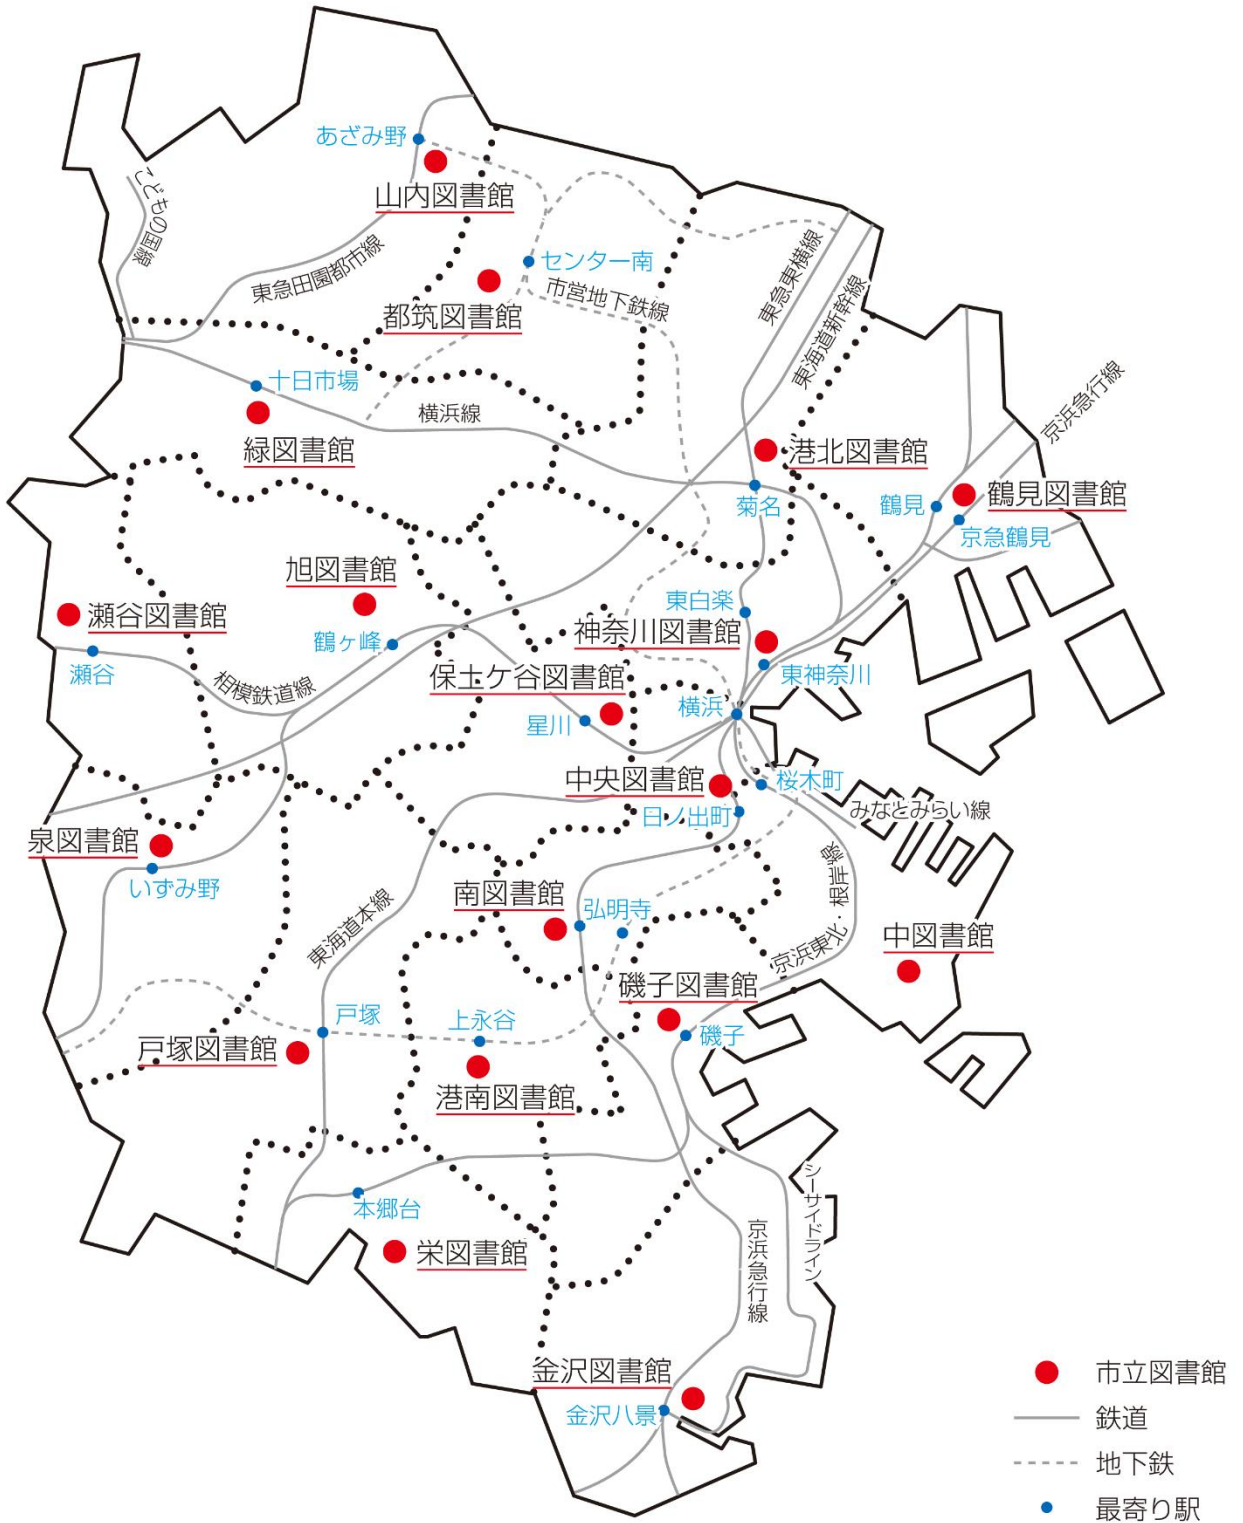 あざみ野
山内図書館
こどもの国線
東急田園都市線
センター南
市営地下鉄線
都筑図書館
東急東横線
東海道新幹線
京浜急行線
十日市場
緑図書館
横浜線
港北図書館
菊名
鶴見
鶴見図書館
京急鶴見
旭図書館
瀬谷図書館
瀬谷
鶴ヶ峰
相模鉄道線
東白楽
神奈川図書館
東神奈川
保土ケ谷図書館
星川
横浜
中央図書館
桜木町
日ノ出町
みなとみらい線
泉図書館
いずみ野
東海道本線
南図書館
弘明寺
京浜東北・根岸線
中図書館
磯子図書館
磯子
戸塚
戸塚図書館
上永谷
港南図書館
本郷台
栄図書館
シーサイドライン
京浜急行線
金沢図書館
金沢八景
市立図書館
鉄道
地下鉄
最寄り駅